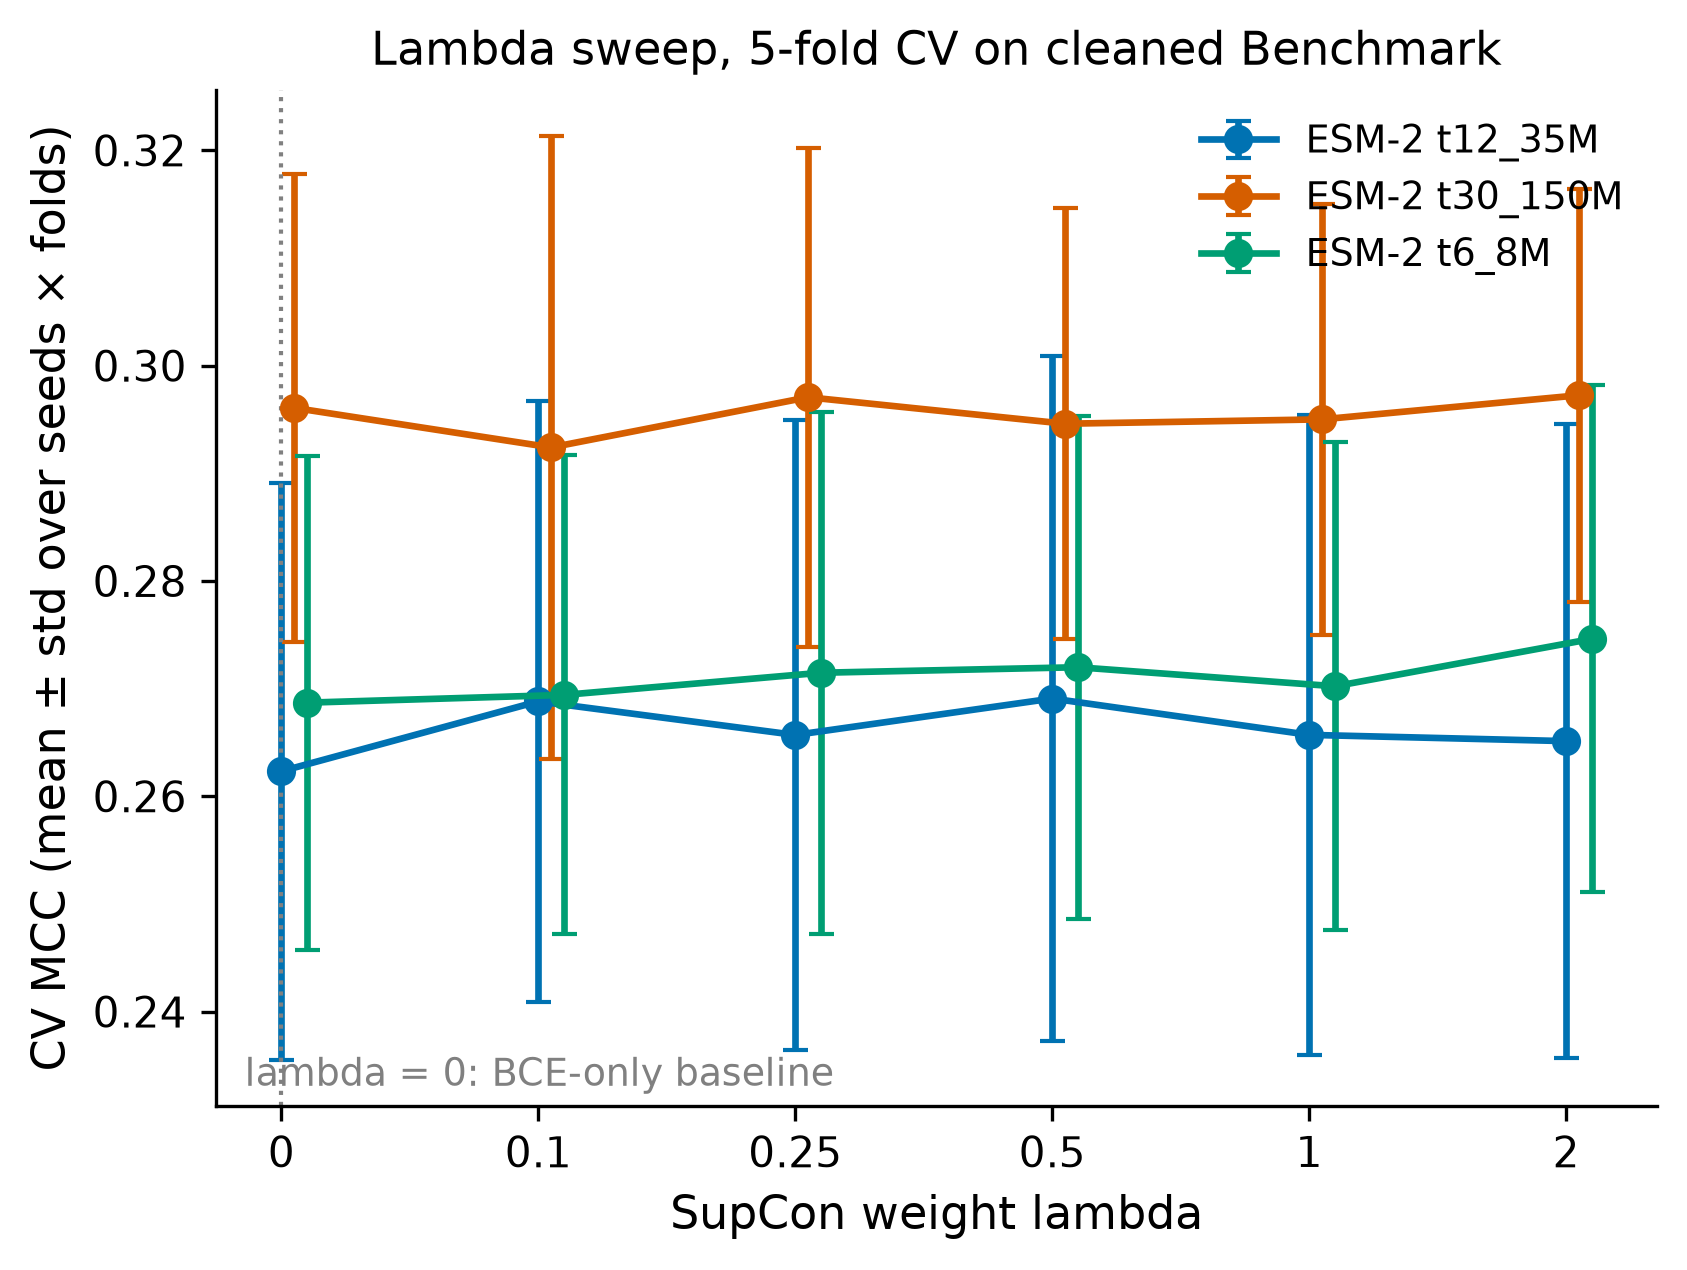 Lambda sweep, 5-fold CV on cleaned Benchmark
CV MCC (mean ± std over seeds × folds)
0.32
0.30
0.28
0.26
0.24
ESM-2 t12_35M
ESM-2 t30_150M
ESM-2 t6_8M
lambda = 0: BCE-only baseline
0 0.1 0.25 0.5 1 2
SupCon weight lambda